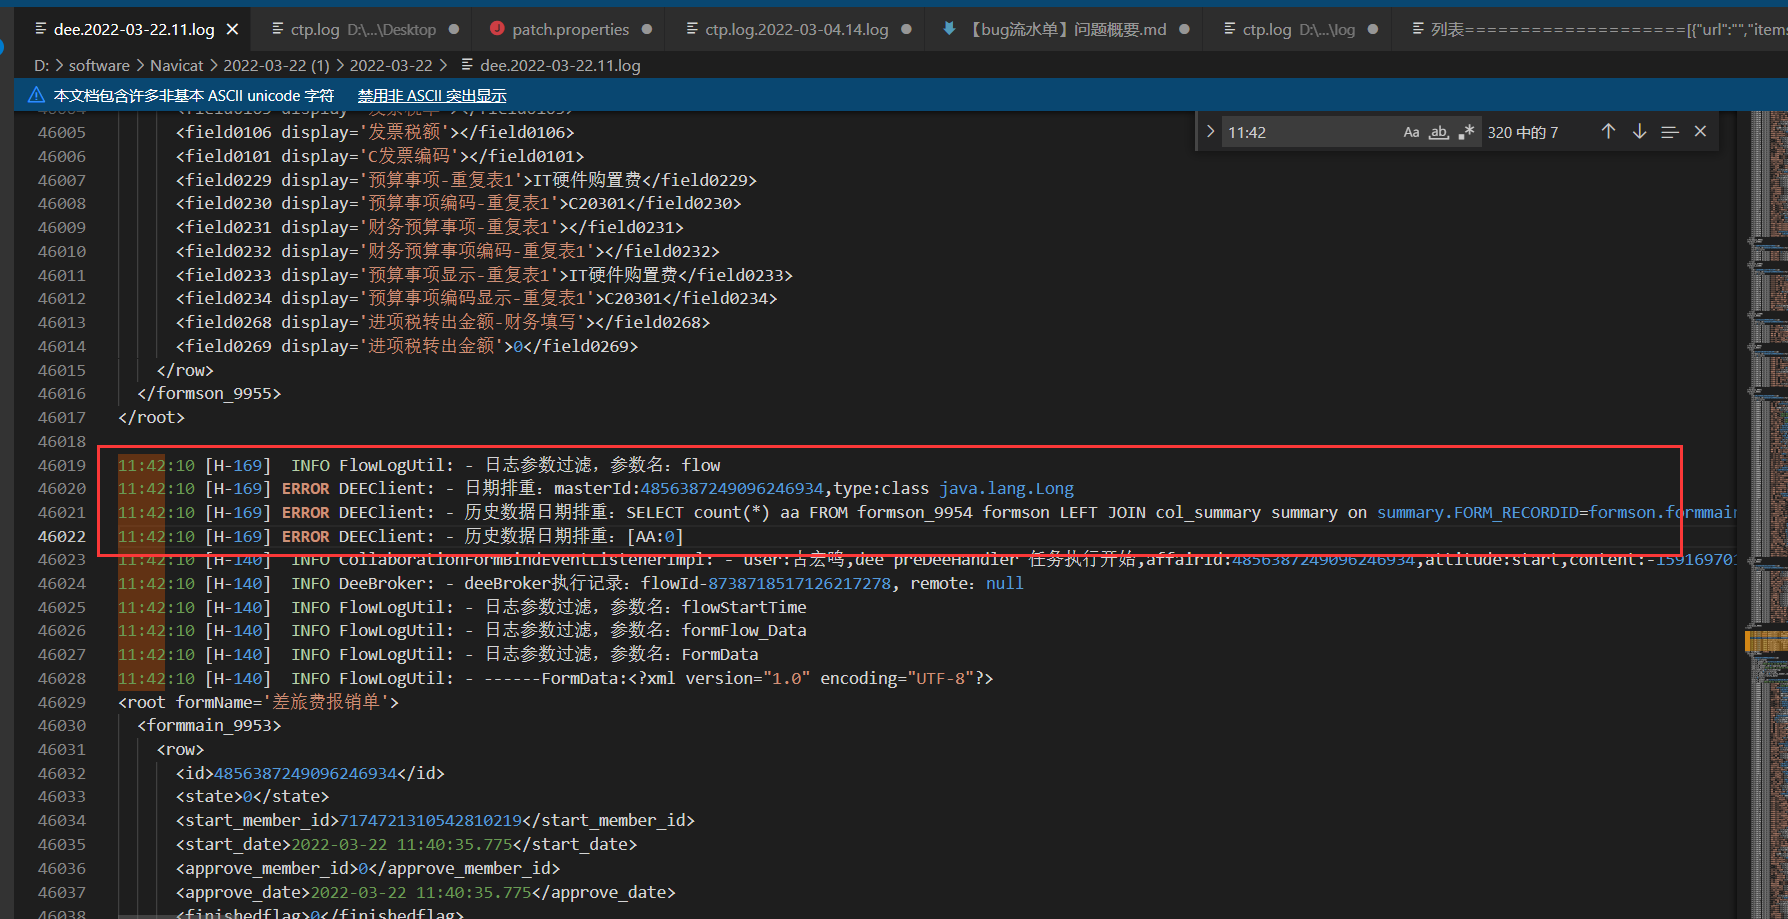 dee.2022-03-22.11.log ctp.log D:\...\Desktop patch.properties ctp.log.2022-03-04.14.log 【bug流水单】问题概要.md ctp.log D:\...\log 列表====================[{"url":"","items
D: > software > Navicat > 2022-03-22 (1) > 2022-03-22 > dee.2022-03-22.11.log
本文档包含许多非基本 ASCII unicode 字符 禁用非 ASCII 突出显示
11:42 Aa ab 320 中的 7
46005 <field0106 display='发票税额'></field0106>
46006 <field0101 display='C发票编码'></field0101>
46007 <field0229 display='预算事项-重复表1'>IT硬件购置费</field0229>
46008 <field0230 display='预算事项编码-重复表1'>C20301</field0230>
46009 <field0231 display='财务预算事项-重复表1'></field0231>
46010 <field0232 display='财务预算事项编码-重复表1'></field0232>
46011 <field0233 display='预算事项显示-重复表1'>IT硬件购置费</field0233>
46012 <field0234 display='预算事项编码显示-重复表1'>C20301</field0234>
46013 <field0268 display='进项税转出金额-财务填写'></field0268>
46014 <field0269 display='进项税转出金额'>0</field0269>
46015 </row>
46016 </formson_9955>
46017 </root>
46018
46019 11:42:10 [H-169]  INFO FlowLogUtil: - 日志参数过滤，参数名：flow
46020 11:42:10 [H-169] ERROR DEEClient: - 日期排重：masterId:4856387249096246934,type:class java.lang.Long
46021 11:42:10 [H-169] ERROR DEEClient: - 历史数据日期排重：SELECT count(*) aa FROM formson_9954 formson LEFT JOIN col_summary summary on summary.FORM_RECORDID=formson.formmain
46022 11:42:10 [H-169] ERROR DEEClient: - 历史数据日期排重：[AA:0]
46023 11:42:10 [H-140]  INFO CollaborationFormBindEventListenerImpl: - user:古宏鸣,dee preDeeHandler 任务执行开始,affairId:4856387249096246934,attitude:start,content:-159169701
46024 11:42:10 [H-140]  INFO DeeBroker: - deeBroker执行记录：flowId-8738718517126217278, remote：null
46025 11:42:10 [H-140]  INFO FlowLogUtil: - 日志参数过滤，参数名：flowStartTime
46026 11:42:10 [H-140]  INFO FlowLogUtil: - 日志参数过滤，参数名：formFlow_Data
46027 11:42:10 [H-140]  INFO FlowLogUtil: - 日志参数过滤，参数名：FormData
46028 11:42:10 [H-140]  INFO FlowLogUtil: - ------FormData:<?xml version="1.0" encoding="UTF-8"?>
46029 <root formName='差旅费报销单'>
46030 <formmain_9953>
46031 <row>
46032 <id>4856387249096246934</id>
46033 <state>0</state>
46034 <start_member_id>7174721310542810219</start_member_id>
46035 <start_date>2022-03-22 11:40:35.775</start_date>
46036 <approve_member_id>0</approve_member_id>
46037 <approve_date>2022-03-22 11:40:35.775</approve_date>
46038 <finishedflag>0</finishedflag>